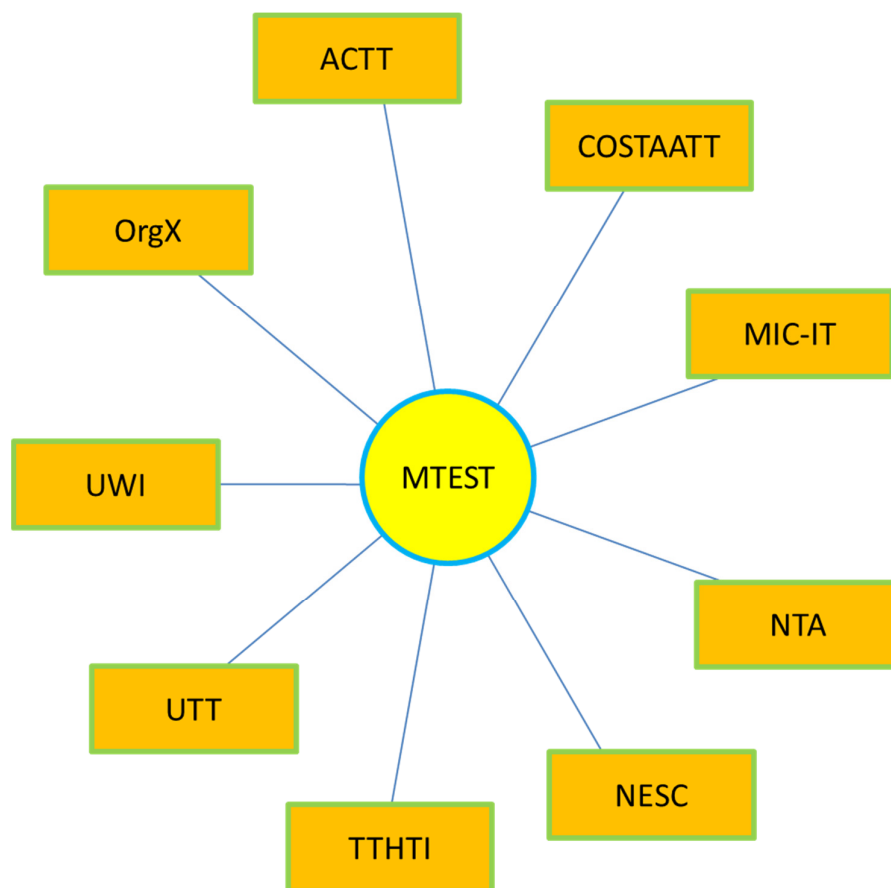 ACTT
COSTAATT
OrgX
MIC-IT
MTEST
UWI
NTA
UTT
NESC
TTHTI